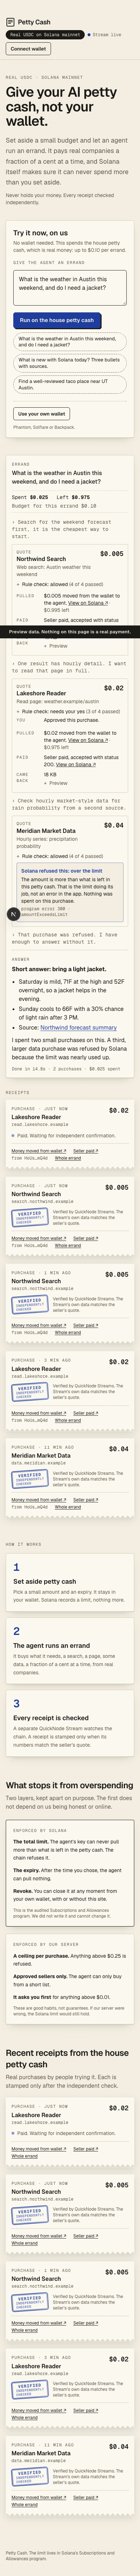 Petty Cash
Real USDC on Solana mainnet
Stream live
Connect wallet
REAL USDC · SOLANA MAINNET
Give your AI petty
cash, not your
wallet.
Set aside a small budget and let an agent
run an errand. It pays real companies a
fraction of a cent at a time, and Solana
itself makes sure it can never spend more
than you set aside.
Never holds your money. Every receipt checked
independently.
Try it now, on us
No wallet needed. This spends the house petty
cash, which is real money: up to $0.10 per errand.
GIVE THE AGENT AN ERRAND
What is the weather in Austin this
weekend, and do I need a jacket?
Run on the house petty cash
What is the weather in Austin this weekend,
and do I need a jacket?
What is new with Solana today? Three bullets
with sources.
Find a well-reviewed taco place near UT
Austin.
Use your own wallet
Phantom, Solflare or Backpack.
ERRAND
What is the weather in Austin this
weekend, and do I need a jacket?
Spent $0.025 Left $0.975
Budget for this errand $0.10
› Search for the weekend forecast
first, it is the cheapest way to
start.
QUOTE
Northwind Search
$0.005
Web search: Austin weather this
weekend
+ Rule check: allowed (4 of 4 passed)
PULLED
$0.005 moved from the wallet
to pay. View on Solana ↗
$0.995 left
PAID
Seller paid, accepted with status
Preview data. Nothing on this page is a real payment.
BACK
+ Preview
› One result has hourly detail. I want
to read that page in full.
QUOTE
Lakeshore Reader
$0.02
Read page: weather.example/austin
+ Rule check: needs your yes (3 of 4 passed)
YOU
Approved this purchase.
PULLED
$0.02 moved from the wallet to
pay. View on Solana ↗
$0.975 left
PAID
Seller paid, accepted with status
200. View on Solana ↗
CAME
BACK
18 KB
+ Preview
› Check hourly market-style data for
rain probability from a second source.
QUOTE
Meridian Market Data
$0.04
Hourly series: precipitation
probability
+ Rule check: allowed (4 of 4 passed)
Solana refused this: over the limit
The amount is more than what is left in
the petty cash. The limit lives on Solana, so
no agent or app can get past it. Nothing
was spent on this purchase.
program error 300
amountExceedsLimit
N
› That purchase was refused. I have
enough to answer without it.
ANSWER
Short answer: bring a light jacket.
Saturday is mild, 71F at the high and 52F
overnight, so a jacket helps in the
evening.
Sunday cools to 66F with a 30% chance
of light rain after 3 PM.
Source: Northwind forecast summary
I spent two small purchases on this. A third,
larger data purchase was refused by Solana
because the limit was used up.
Done in 14.8s · 2 purchases · $0.025 spent
RECEIPTS
PURCHASE · JUST NOW
Lakeshore Reader
$0.02
read.lakeshore.example
Paid. Waiting for independent confirmation.
Money moved from wallet ↗ Seller paid ↗
Whole errand
PURCHASE · JUST NOW
Northwind Search
$0.005
search.northwind.example
VERIFIED
INDEPENDENTLY
CHECKED
Verified by QuickNode Streams. The
Stream's own data matches the
seller's quote.
Money moved from wallet ↗ Seller paid ↗
Whole errand
PURCHASE · 1 MIN AGO
Northwind Search
$0.005
search.northwind.example
VERIFIED
INDEPENDENTLY
CHECKED
Verified by QuickNode Streams. The
Stream's own data matches the
seller's quote.
Money moved from wallet ↗ Seller paid ↗
Whole errand
PURCHASE · 3 MIN AGO
Lakeshore Reader
$0.02
read.lakeshore.example
VERIFIED
INDEPENDENTLY
CHECKED
Verified by QuickNode Streams. The
Stream's own data matches the
seller's quote.
Money moved from wallet ↗ Seller paid ↗
Whole errand
PURCHASE · 11 MIN AGO
Meridian Market Data
$0.04
data.meridian.example
VERIFIED
INDEPENDENTLY
CHECKED
Verified by QuickNode Streams. The
Stream's own data matches the
seller's quote.
Money moved from wallet ↗ Seller paid ↗
Whole errand
HOW IT WORKS
1
Set aside petty cash
Pick a small amount and an expiry. It stays in
your wallet. Solana records a limit, nothing more.
2
The agent runs an errand
It buys what it needs, a search, a page, some
data, a fraction of a cent at a time, from real
companies.
3
Every receipt is checked
A separate QuickNode Stream watches the
chain. A receipt is stamped only when its
numbers match the seller's quote.
What stops it from overspending
Two layers, kept apart on purpose. The first does
not depend on us being honest or online.
ENFORCED BY SOLANA
The total limit. The agent's key can never pull
more than what is left in the petty cash. The
chain refuses it.
The expiry. After the time you chose, the agent
can pull nothing.
Revoke. You can close it at any moment from
your own wallet, with or without this site.
This is the audited Subscriptions and Allowances
program. We did not write it and cannot change it.
ENFORCED BY OUR SERVER
A ceiling per purchase. Anything above $0.25 is
refused.
Approved sellers only. The agent can only buy
from a short list.
It asks you first for anything above $0.01.
These are good habits, not guarantees. If our server were
wrong, the Solana limit would still hold.
Recent receipts from the house
petty cash
Real purchases by people trying it. Each is
stamped only after the independent check.
PURCHASE · JUST NOW
Lakeshore Reader
$0.02
read.lakeshore.example
Paid. Waiting for independent confirmation.
Money moved from wallet ↗ Seller paid ↗
Whole errand
PURCHASE · JUST NOW
Northwind Search
$0.005
search.northwind.example
VERIFIED
INDEPENDENTLY
CHECKED
Verified by QuickNode Streams. The
Stream's own data matches the
seller's quote.
Money moved from wallet ↗ Seller paid ↗
Whole errand
PURCHASE · 1 MIN AGO
Northwind Search
$0.005
search.northwind.example
VERIFIED
INDEPENDENTLY
CHECKED
Verified by QuickNode Streams. The
Stream's own data matches the
seller's quote.
Money moved from wallet ↗ Seller paid ↗
Whole errand
PURCHASE · 3 MIN AGO
Lakeshore Reader
$0.02
read.lakeshore.example
VERIFIED
INDEPENDENTLY
CHECKED
Verified by QuickNode Streams. The
Stream's own data matches the
seller's quote.
Money moved from wallet ↗ Seller paid ↗
Whole errand
PURCHASE · 11 MIN AGO
Meridian Market Data
$0.04
data.meridian.example
VERIFIED
INDEPENDENTLY
CHECKED
Verified by QuickNode Streams. The
Stream's own data matches the
seller's quote.
Money moved from wallet ↗ Seller paid ↗
Whole errand
Petty Cash. The limit lives in Solana's Subscriptions and
Allowances program.